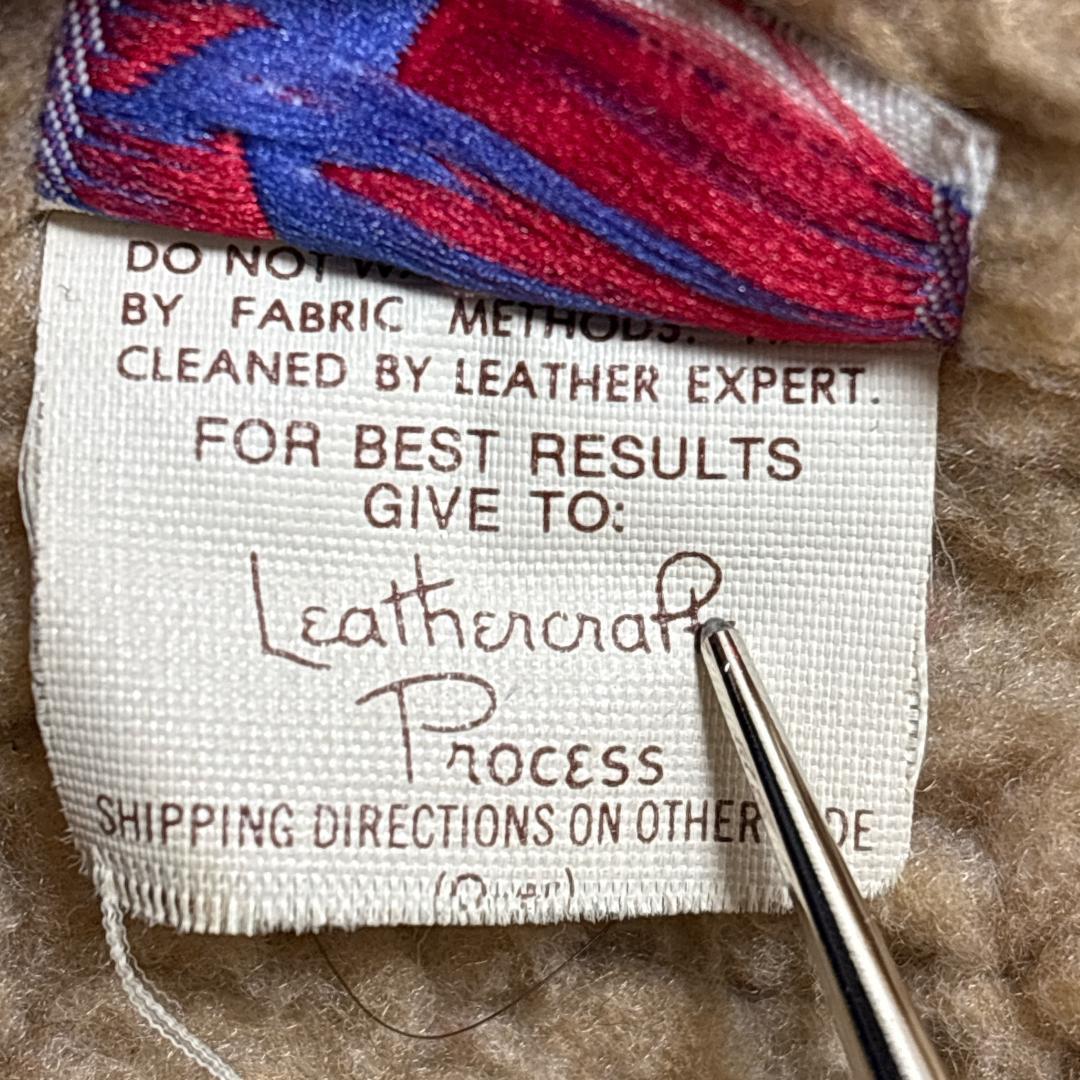 DO NOT
BY FABRIC METHODS.
CLEANED BY LEATHER EXPERT.
FOR BEST RESULTS
GIVE TO:
Leathercraft
Process
SHIPPING DIRECTIONS ON OTHER
(Over)